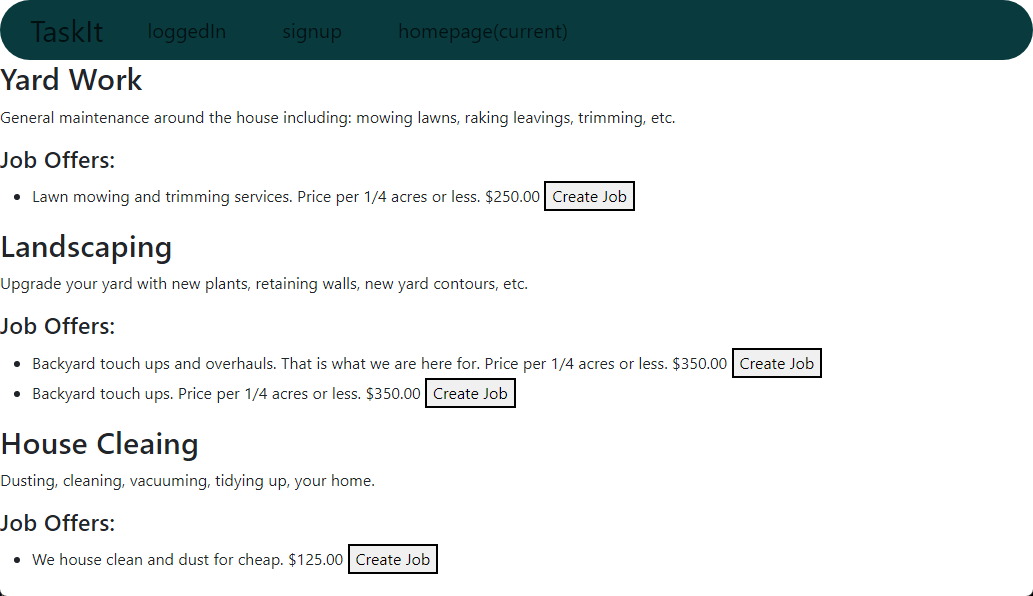 TaskIt loggedIn signup homepage(current)
Yard Work
General maintenance around the house including: mowing lawns, raking leavings, trimming, etc.
Job Offers:
Lawn mowing and trimming services. Price per 1/4 acres or less. $250.00 Create Job
Landscaping
Upgrade your yard with new plants, retaining walls, new yard contours, etc.
Job Offers:
Backyard touch ups and overhauls. That is what we are here for. Price per 1/4 acres or less. $350.00 Create Job
Backyard touch ups. Price per 1/4 acres or less. $350.00 Create Job
House Cleaing
Dusting, cleaning, vacuuming, tidying up, your home.
Job Offers:
We house clean and dust for cheap. $125.00 Create Job